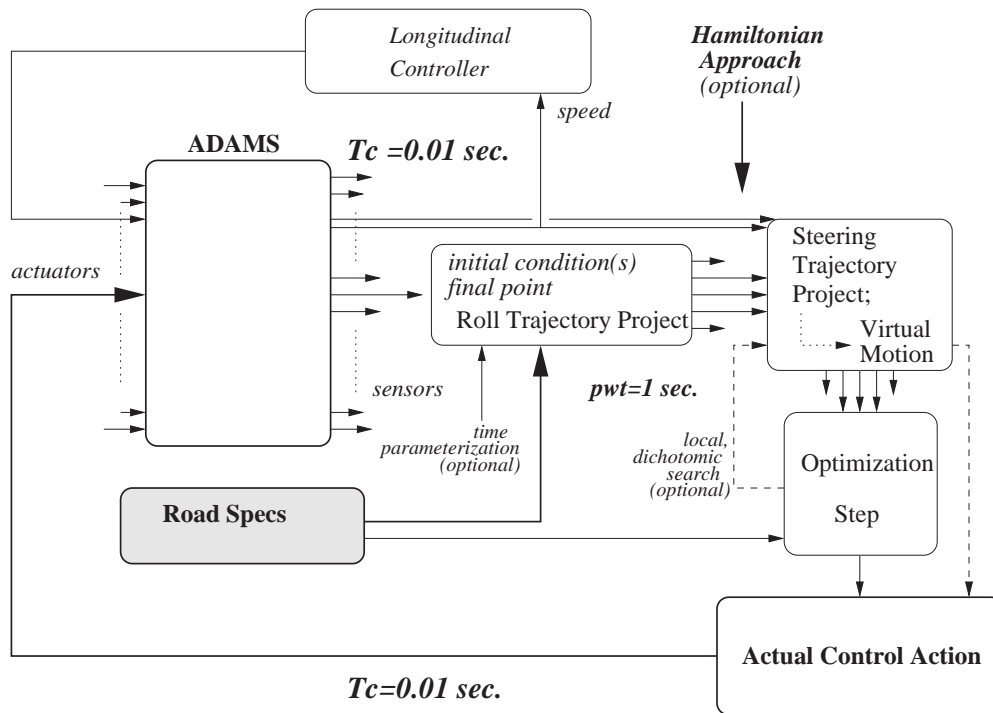 Longitudinal
Controller
Hamiltonian
Approach
(optional)
speed
ADAMS
Tc =0.01 sec.
actuators
initial condition(s)
final point
Roll Trajectory Project
Steering
Trajectory
Project;
Virtual
Motion
sensors
pwt=1 sec.
time
parameterization
(optional)
local,
dichotomic
search
(optional)
Optimization
Step
Road Specs
Actual Control Action
Tc=0.01 sec.